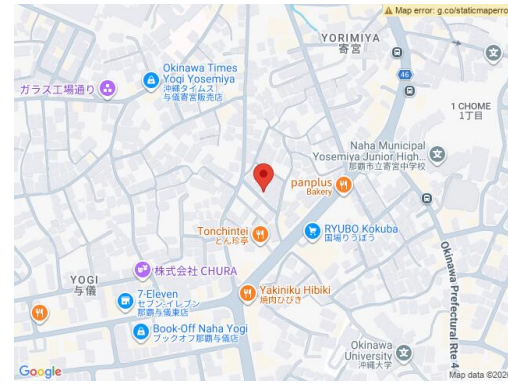 Map error: g.co/staticmaperro
YORIMIYA
寄宮
Okinawa Times
Yogi Yosemiya
沖縄タイムス
与儀寄宮販売店
ガラス工場通り
46
1 CHOME
1丁目
Naha Municipal
Yosemiya Junior High...
那覇市立寄宮中学校
panplus
Bakery
Tonchintei
とん珍亭
RYUBO Kokuba
国場りうぼう
株式会社 CHURA
YOGI
与儀
7-Eleven
セブン-イレブン
那覇与儀東店
Yakiniku Hibiki
焼肉ひびき
Book-Off Naha Yogi
ブックオフ那覇与儀店
Okinawa
University
沖縄大学
Okinawa Prefectural Rte 4
Google
Map data ©2026